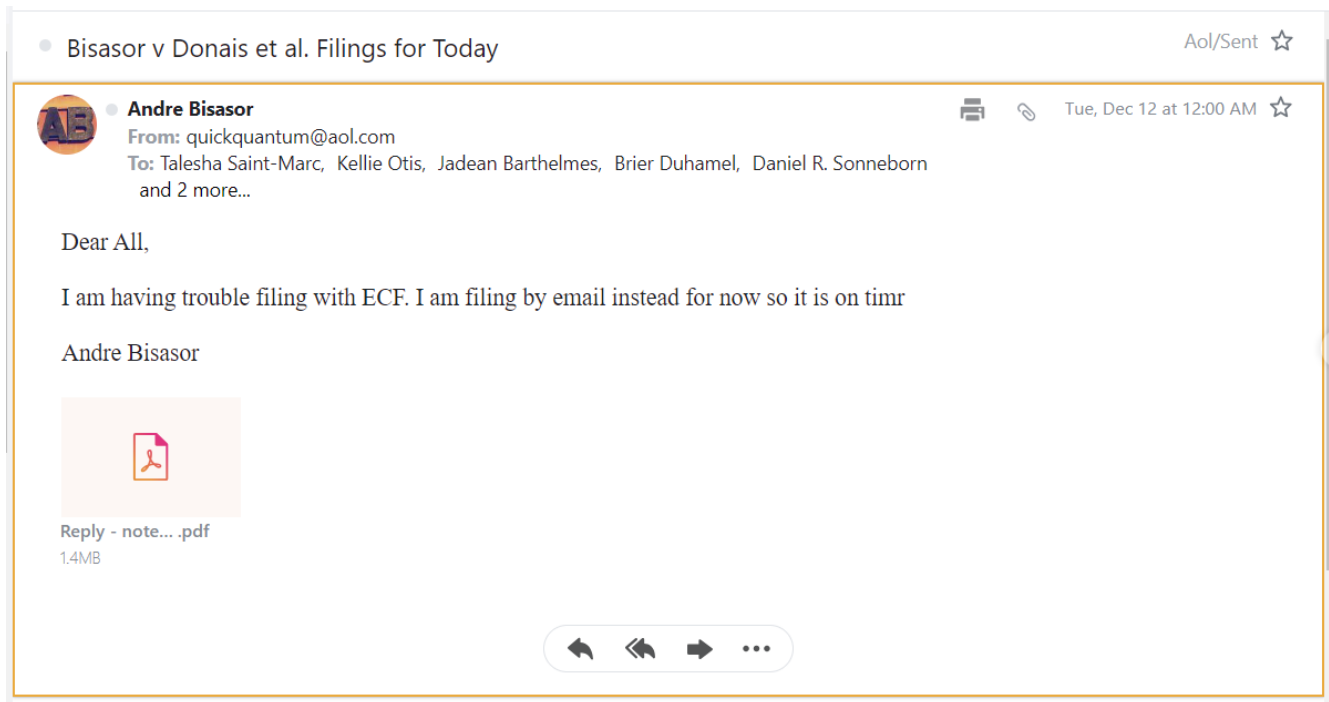 Bisasor v Donais et al. Filings for Today
Aol/Sent
AB
Andre Bisasor
Tue, Dec 12 at 12:00 AM
From: quickquantum@aol.com
To: Talesha Saint-Marc, Kellie Otis, Jadean Barthelmes, Brier Duhamel, Daniel R. Sonneborn
and 2 more...
Dear All,
I am having trouble filing with ECF. I am filing by email instead for now so it is on timr
Andre Bisasor
Reply - note... .pdf
1.4MB